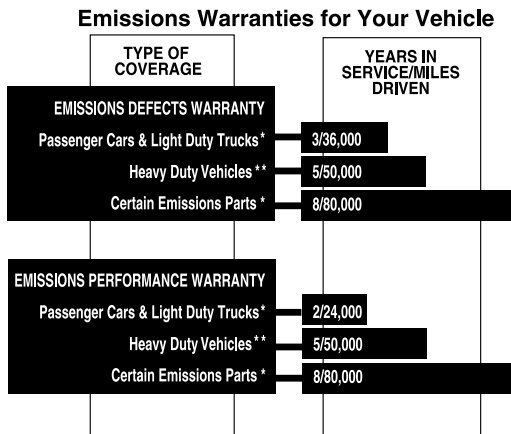 Emissions Warranties for Your Vehicle
TYPE OF
COVERAGE
YEARS IN
SERVICE/MILES
DRIVEN
EMISSIONS DEFECTS WARRANTY
Passenger Cars & Light Duty Trucks* 3/36,000
Heavy Duty Vehicles** 5/50,000
Certain Emissions Parts * 8/80,000
EMISSIONS PERFORMANCE WARRANTY
Passenger Cars & Light Duty Trucks* 2/24,000
Heavy Duty Vehicles** 5/50,000
Certain Emissions Parts * 8/80,000